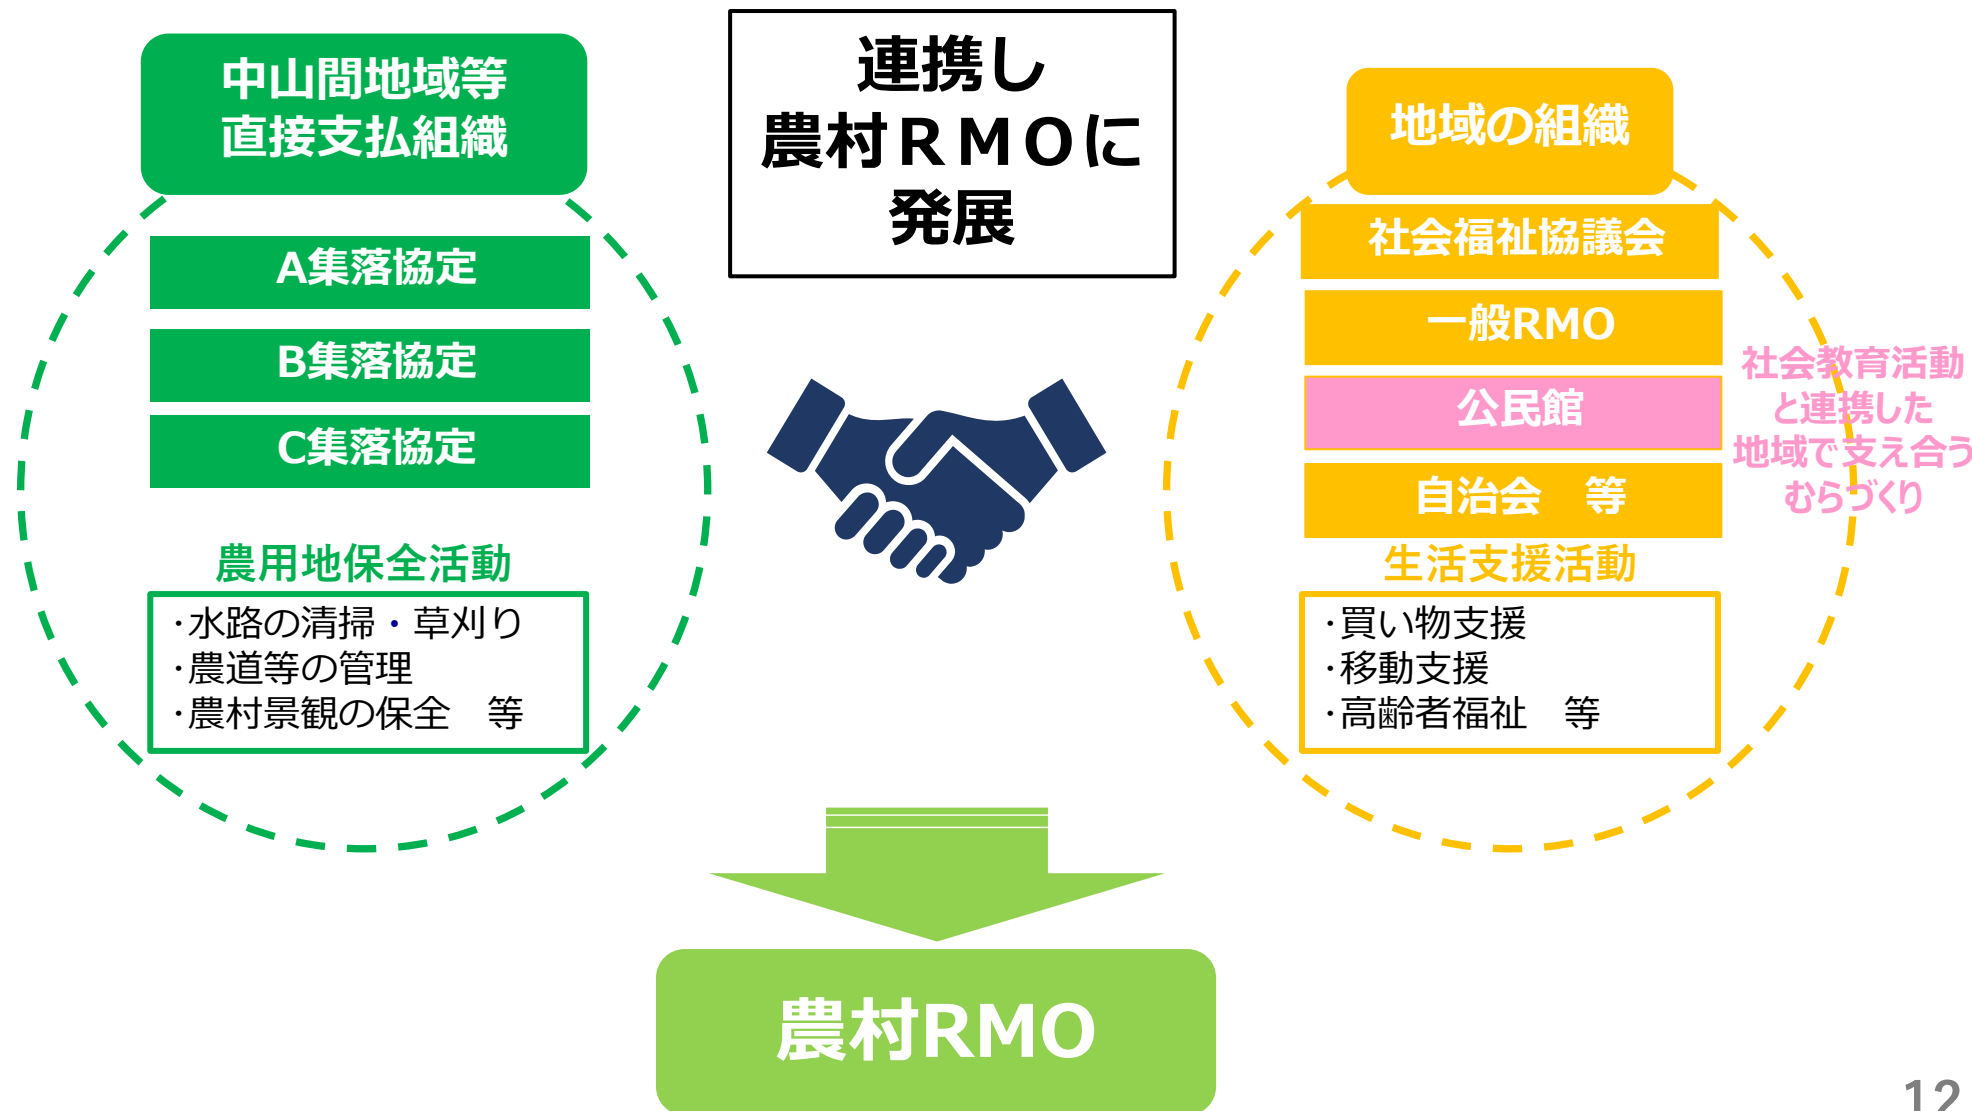 中山間地域等
直接支払組織
A集落協定
B集落協定
C集落協定
農用地保全活動
･水路の清掃・草刈り
･農道等の管理
･農村景観の保全　等
連携し
農村ＲＭＯに
発展
地域の組織
社会福祉協議会
一般RMO
公民館
自治会　等
社会教育活動
と連携した
地域で支え合う
むらづくり
生活支援活動
･買い物支援
･移動支援
･高齢者福祉　等
農村RMO
12